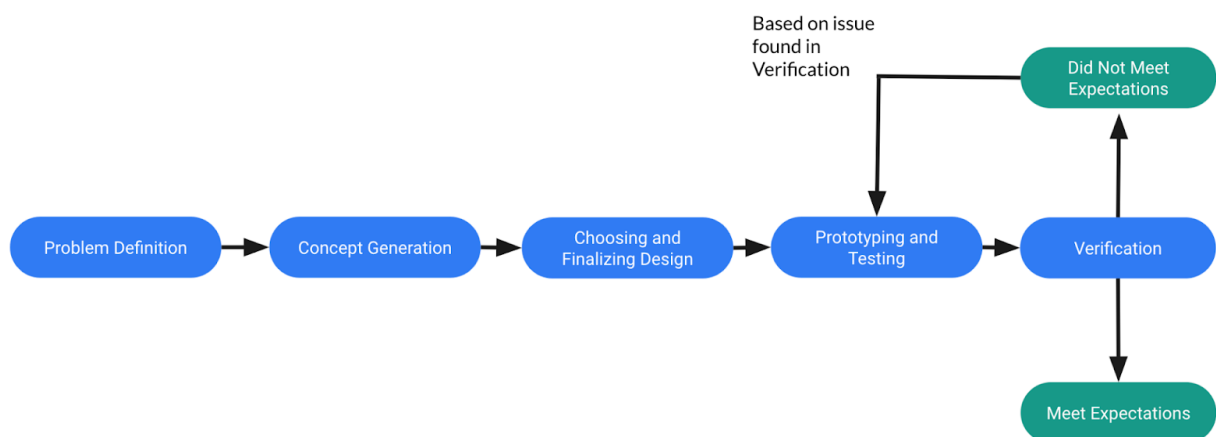 Based on issue
found in
Verification
Did Not Meet
Expectations
Problem Definition
Concept Generation
Choosing and
Finalizing Design
Prototyping and
Testing
Verification
Meet Expectations